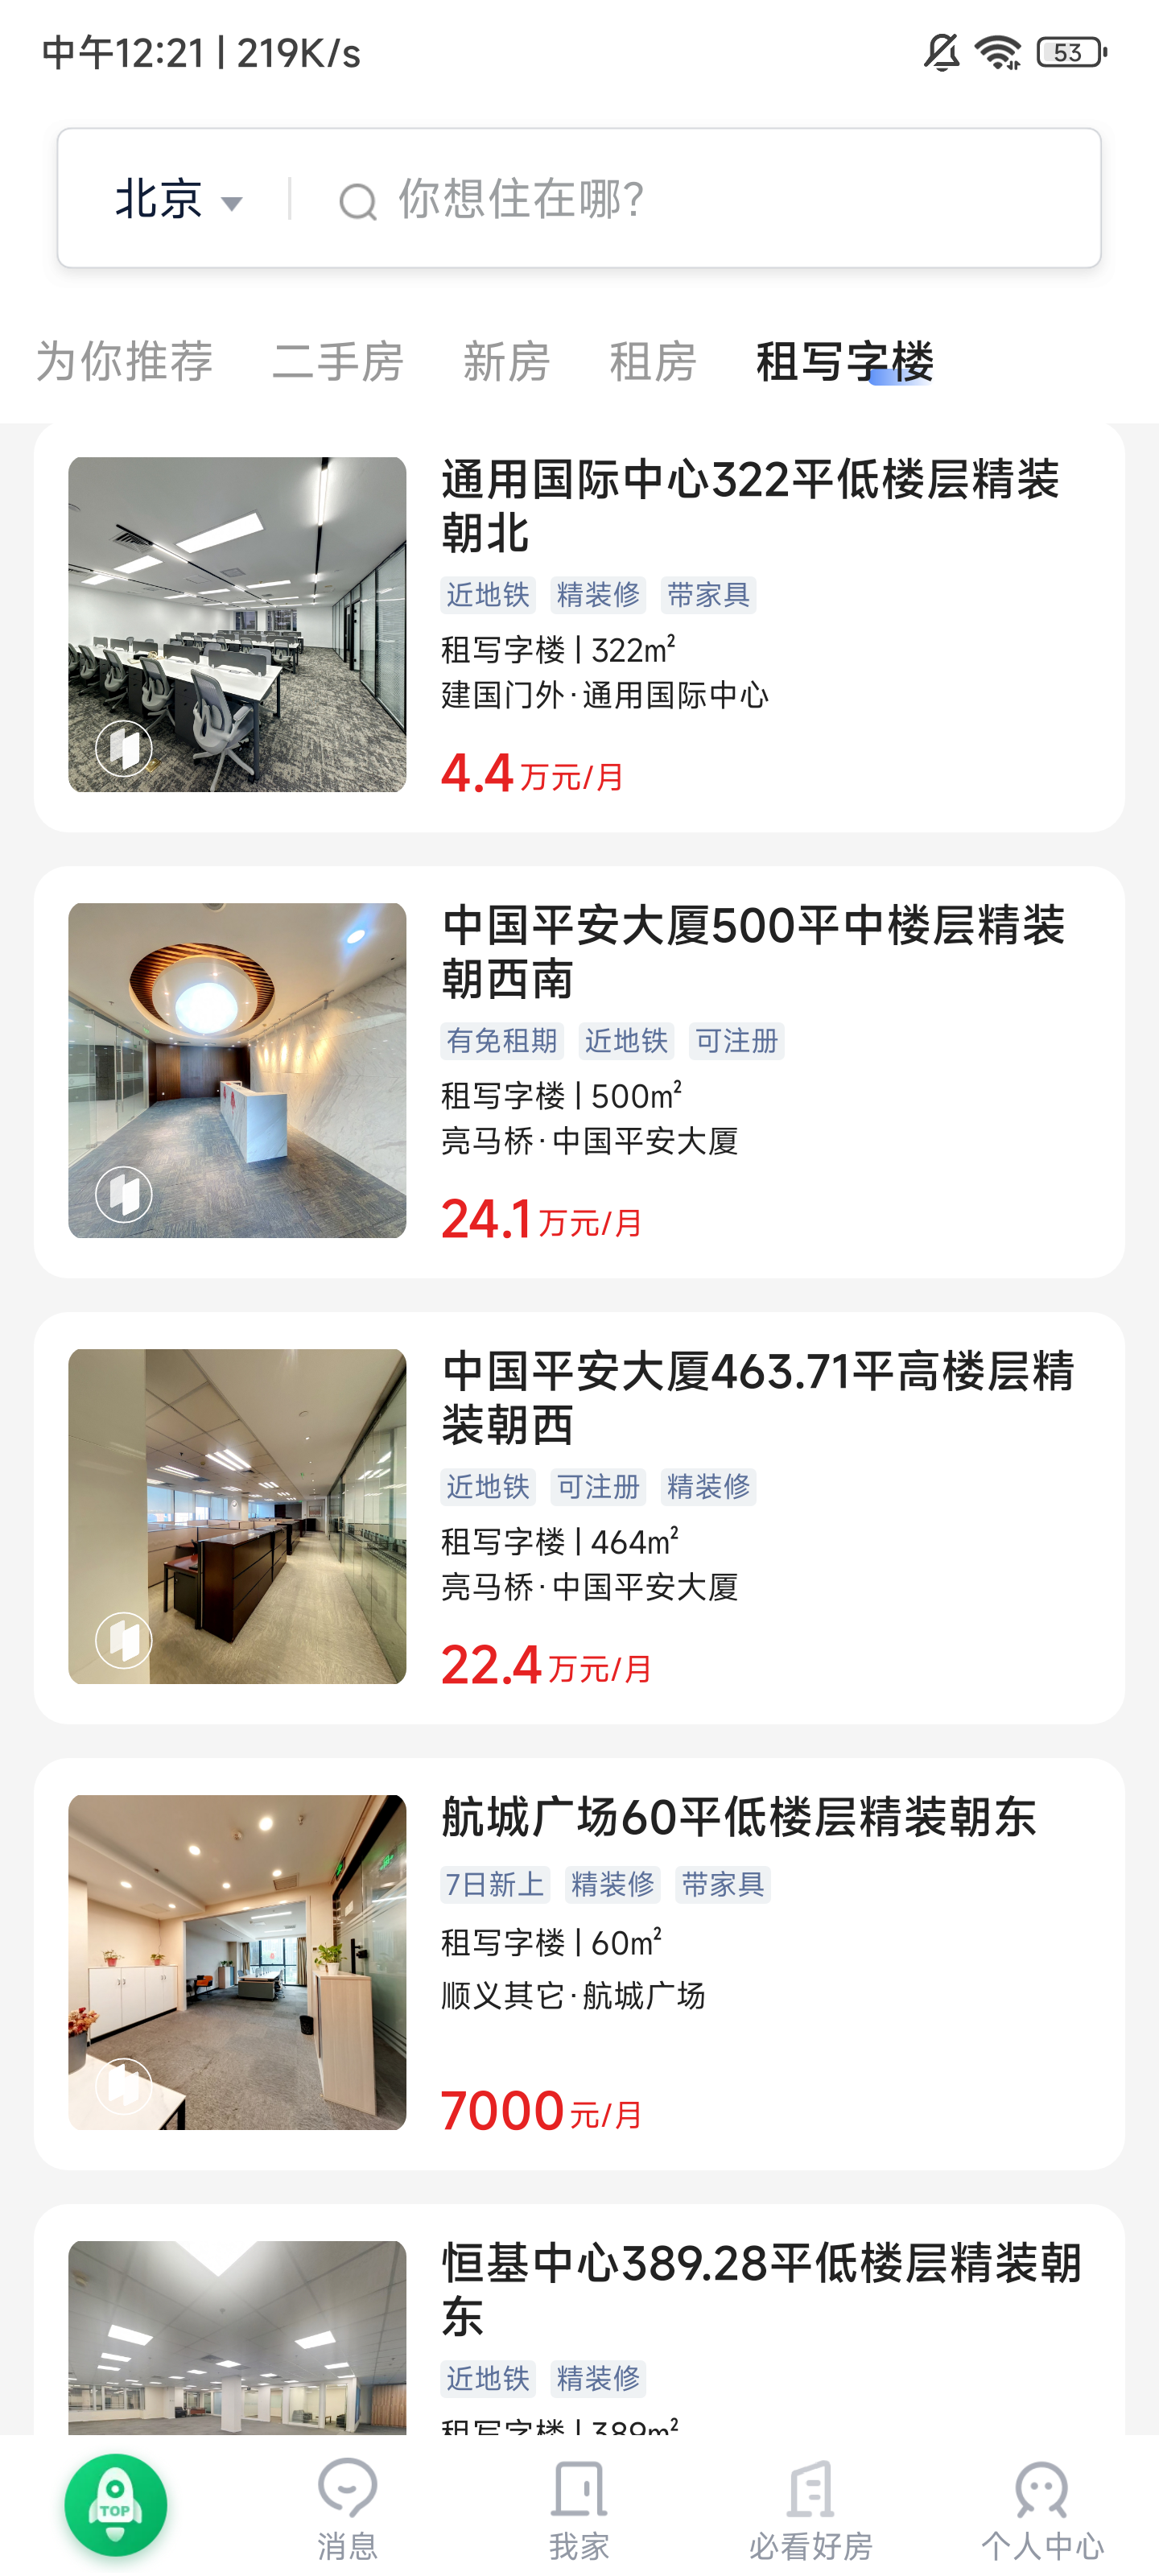 中午12:21 | 219K/s
53
北京
你想住在哪?
为你推荐 二手房 新房 租房 租写字楼
通用国际中心322平低楼层精装
朝北
近地铁 精装修 带家具
租写字楼 | 322m²
建国门外·通用国际中心
4.4万元/月
中国平安大厦500平中楼层精装
朝西南
有免租期 近地铁 可注册
租写字楼 | 500m²
亮马桥·中国平安大厦
24.1万元/月
中国平安大厦463.71平高楼层精
装朝西
近地铁 可注册 精装修
租写字楼 | 464m²
亮马桥·中国平安大厦
22.4万元/月
航城广场60平低楼层精装朝东
7日新上 精装修 带家具
租写字楼 | 60m²
顺义其它·航城广场
7000元/月
恒基中心389.28平低楼层精装朝
东
近地铁 精装修
租写字楼 | 389m²
TOP
消息 我家 必看好房 个人中心